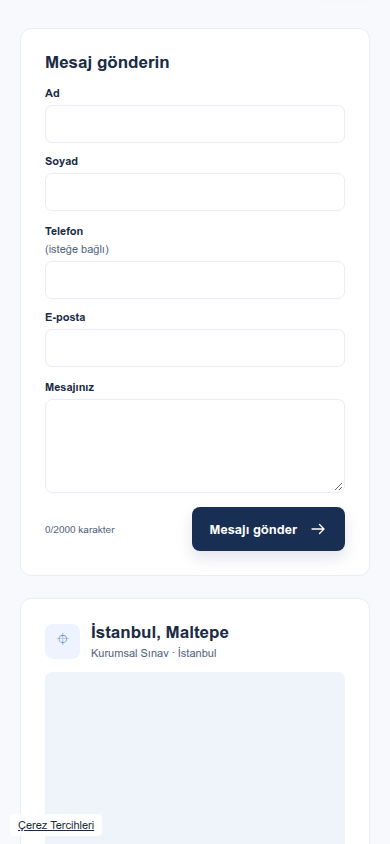 Mesaj gönderin
Ad
Soyad
Telefon
(isteğe bağlı)
E-posta
Mesajınız
0/2000 karakter
Mesajı gönder
İstanbul, Maltepe
Kurumsal Sınav · İstanbul
Çerez Tercihleri